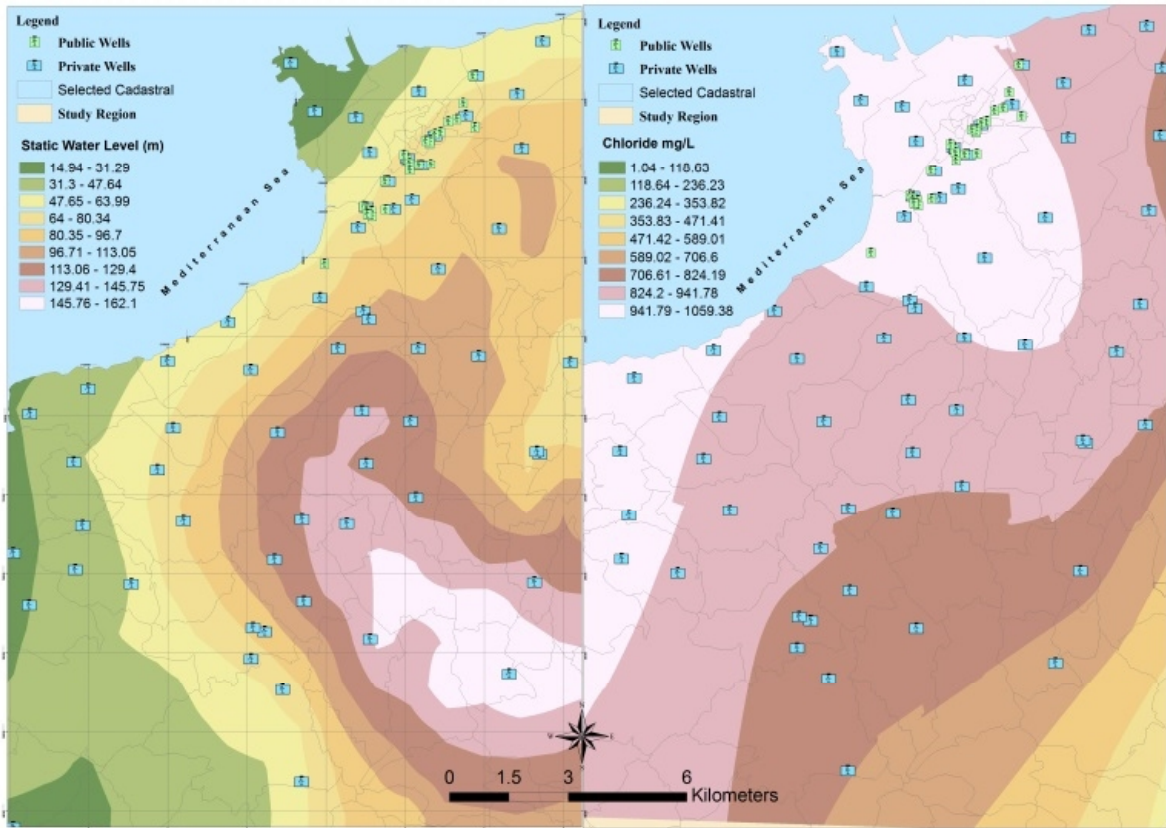 Legend
Public Wells
Private Wells
Selected Cadastral
Study Region
Static Water Level (m)
14.94 - 31.29
31.3 - 47.64
47.65 - 63.99
64 - 80.34
80.35 - 96.7
96.71 - 113.05
113.06 - 129.4
129.41 - 145.75
145.76 - 162.1
Mediterranean Sea
Legend
Public Wells
Private Wells
Selected Cadastral
Study Region
Chloride mg/L
1.04 - 118.63
118.64 - 236.23
236.24 - 353.82
353.83 - 471.41
471.42 - 589.01
589.02 - 706.6
706.61 - 824.19
824.2 - 941.78
941.79 - 1059.38
Mediterranean Sea
0 1.5 3 6
Kilometers